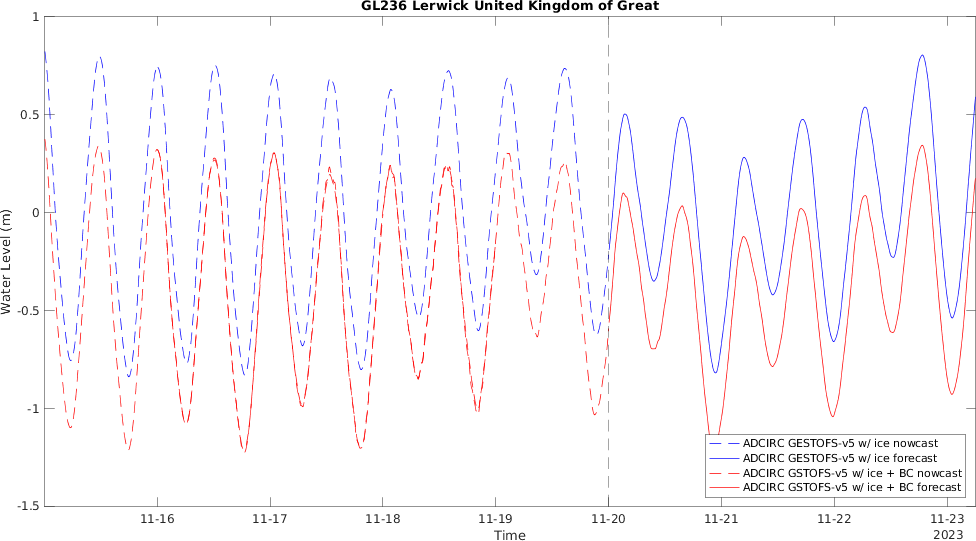 GL236 Lerwick United Kingdom of Great
1
0.5
0
-0.5
-1
-1.5
Water Level (m)
11-16 11-17 11-18 11-19 11-20 11-21 11-22 11-23
Time
2023
ADCIRC GESTOFS-v5 w/ ice nowcast
ADCIRC GESTOFS-v5 w/ ice forecast
ADCIRC GSTOFS-v5 w/ ice + BC nowcast
ADCIRC GSTOFS-v5 w/ ice + BC forecast